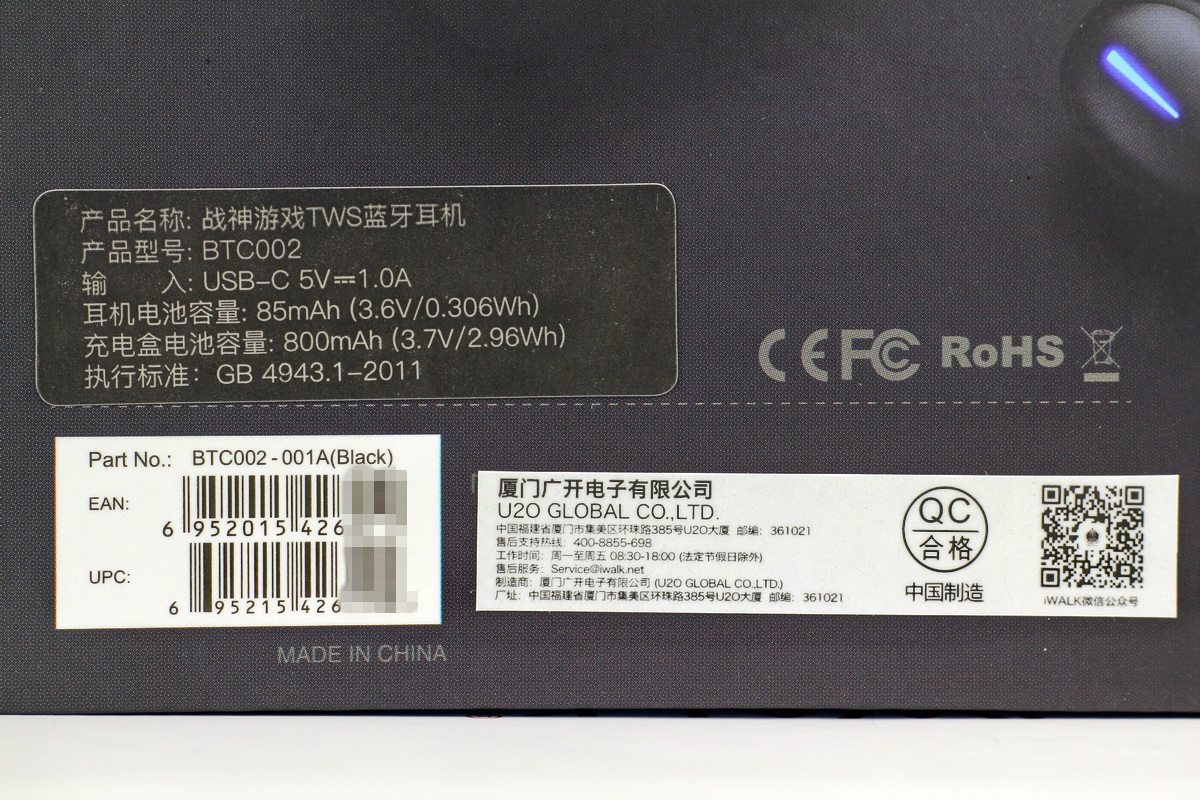 产品名称: 战神游戏TWS蓝牙耳机
产品型号: BTC002
输 入: USB-C 5V⎓1.0A
耳机电池容量: 85mAh (3.6V/0.306Wh)
充电盒电池容量: 800mAh (3.7V/2.96Wh)
执行标准: GB 4943.1-2011
CE FC RoHS
Part No.: BTC002-001A(Black)
EAN:
6 952015 426
UPC:
6 95215 426
MADE IN CHINA
厦门广开电子有限公司
U2O GLOBAL CO.,LTD.
中国福建省厦门市集美区环珠路385号U2O大厦 邮编: 361021
售后支持热线: 400-8855-698
工作时间: 周一至周五 08:30-18:00 (法定节假日除外)
售后服务: Service@iwalk.net
制造商: 厦门广开电子有限公司 (U2O GLOBAL CO.,LTD.)
厂址: 中国福建省厦门市集美区环珠路385号U2O大厦 邮编: 361021
QC
合格
中国制造
iWALK微信公众号